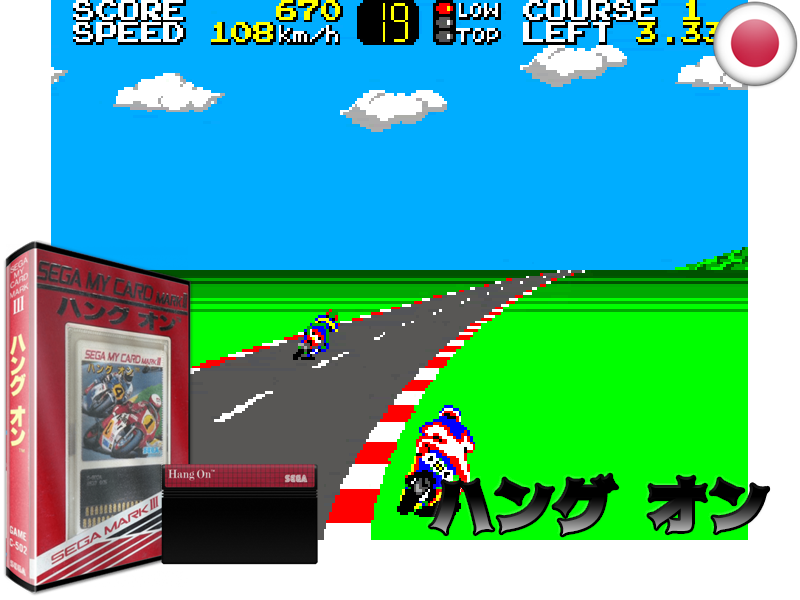 SCORE 670 19 LOW COURSE 1
SPEED 108km/h TOP LEFT 3.33
SEGA MY CARD MARK III
ハング オン
SEGA MY CARD MARK III
ハング オン
SEGA MY CARD MARK III
ハング オン
SEGA MARK III
GAME
C-502
SEGA
Hang On™
SEGA
ハング オン